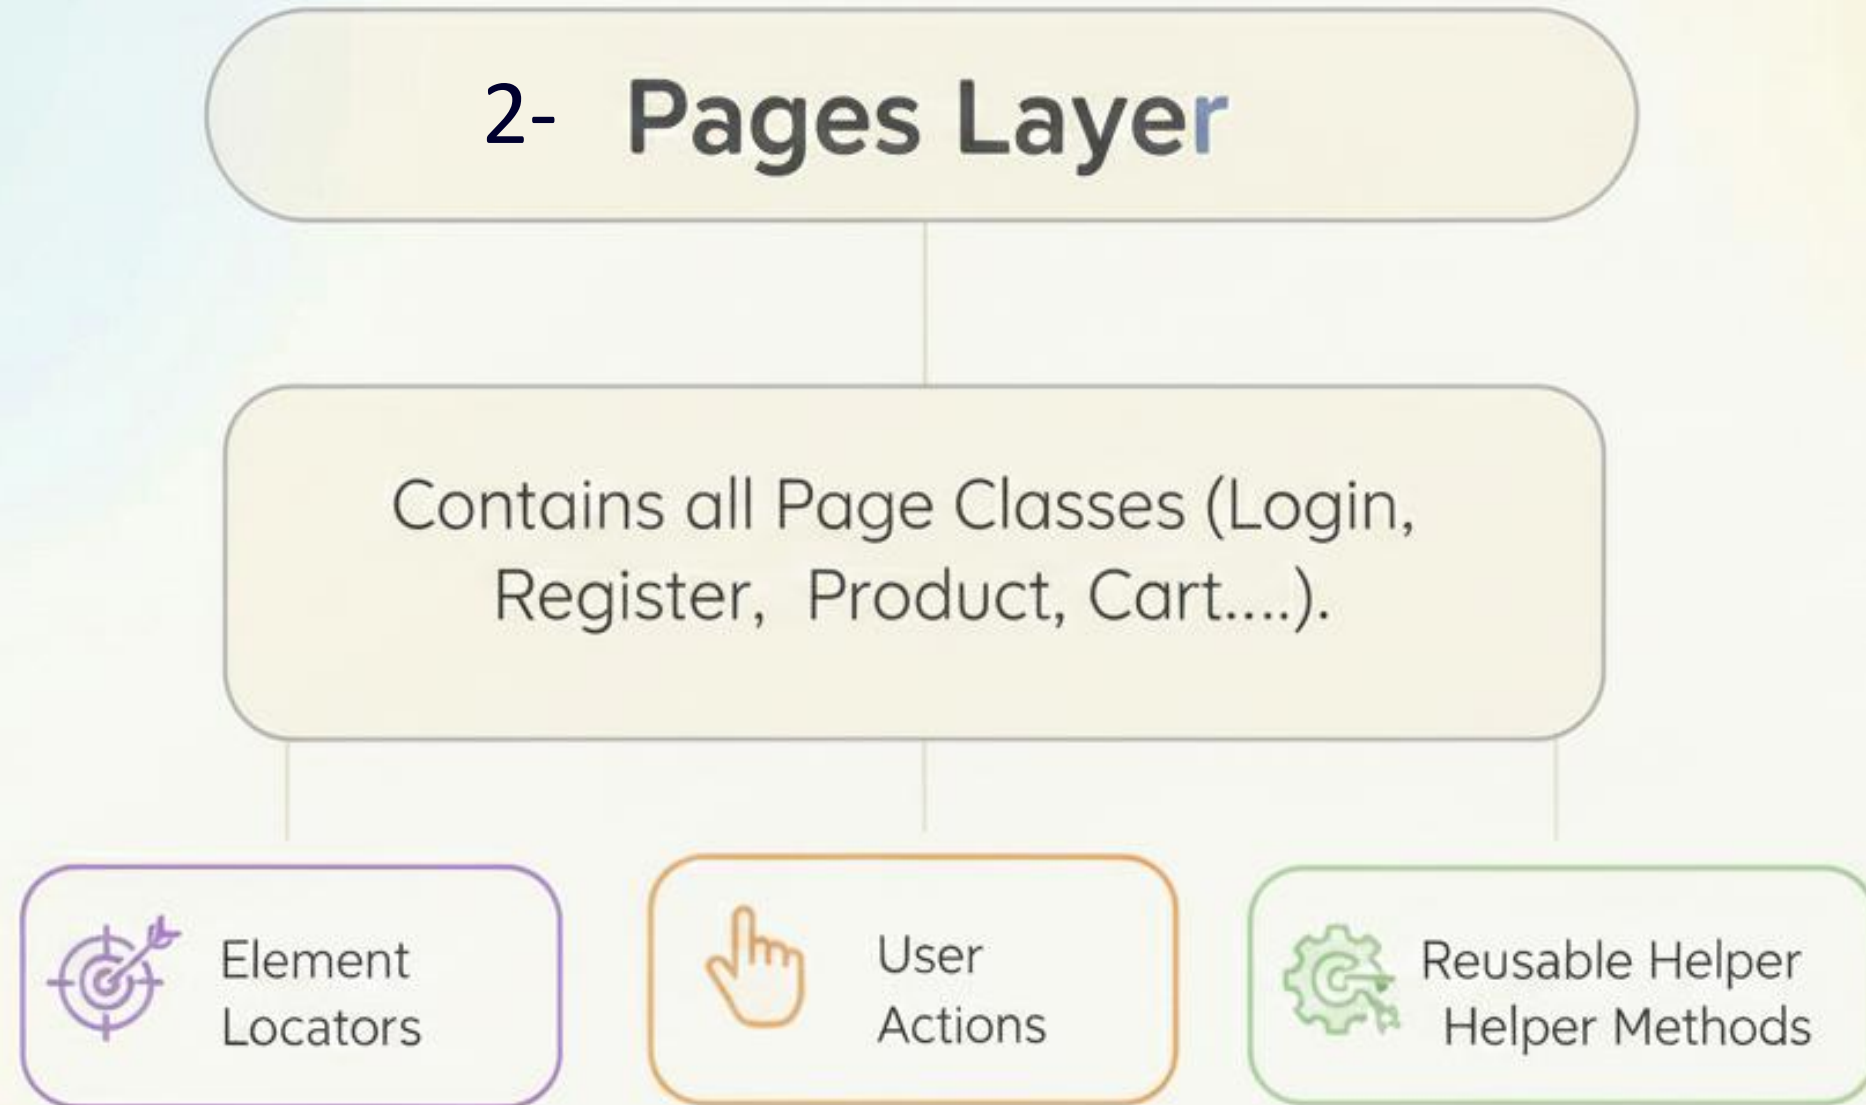 2- Pages Layer
Contains all Page Classes (Login,
Register, Product, Cart....).
Element
Locators
User
Actions
Reusable Helper
Helper Methods